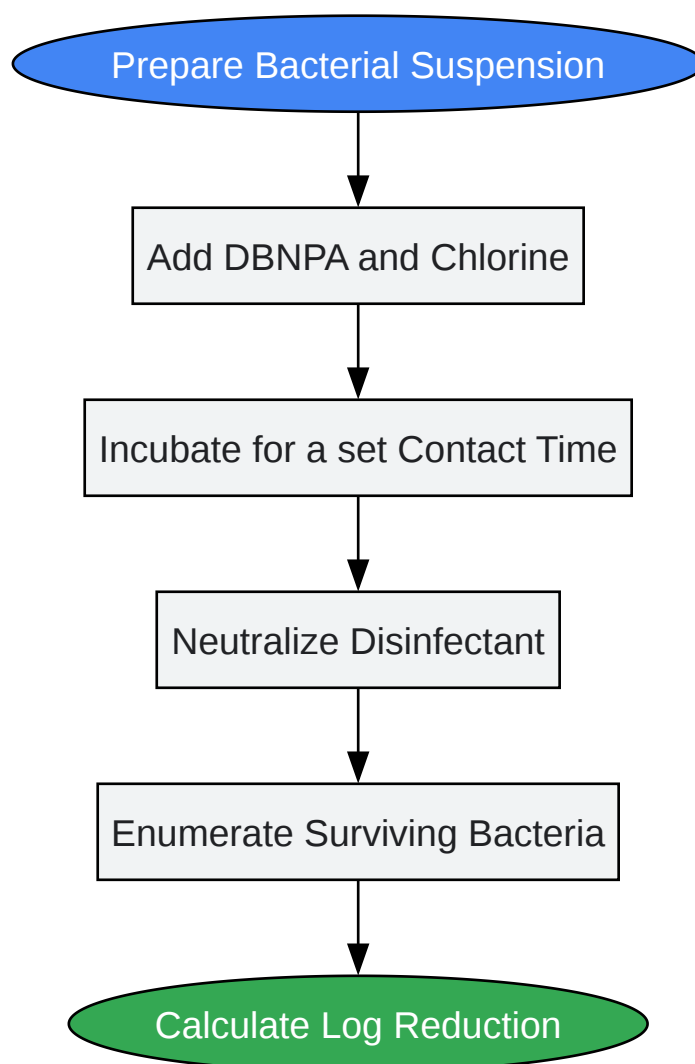 Prepare Bacterial Suspension
Add DBNPA and Chlorine
Incubate for a set Contact Time
Neutralize Disinfectant
Enumerate Surviving Bacteria
Calculate Log Reduction